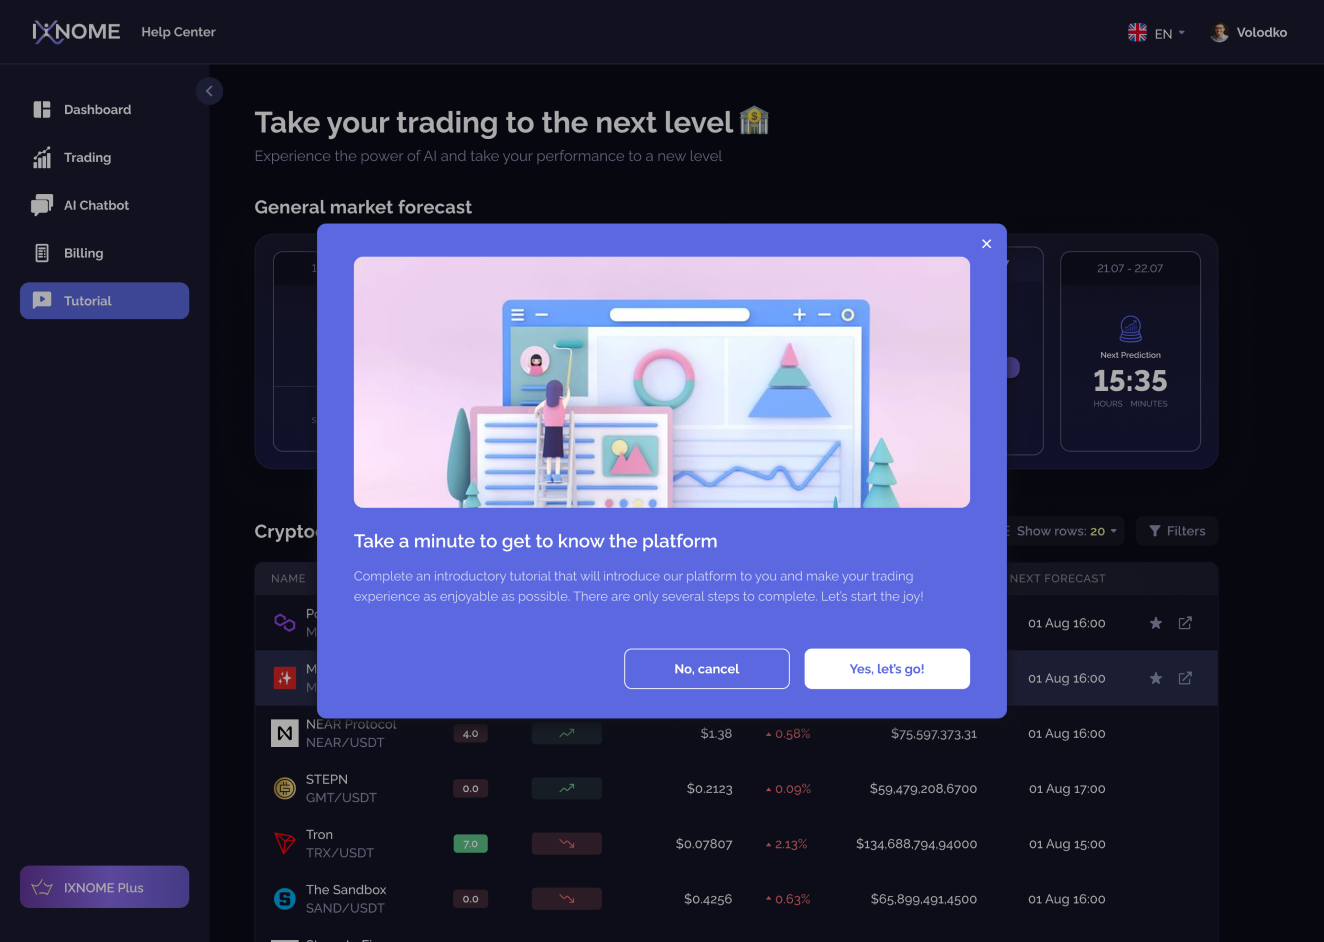 IXNOME
Help Center
EN
Volodko
Dashboard
Trading
AI Chatbot
Billing
Tutorial
IXNOME Plus
Take your trading to the next level
Experience the power of AI and take your performance to a new level
General market forecast
21.07 - 22.07
Next Prediction
15:35
HOURS MINUTES
Take a minute to get to know the platform
Complete an introductory tutorial that will introduce our platform to you and make your trading
experience as enjoyable as possible. There are only several steps to complete. Let's start the joy!
No, cancel
Yes, let's go!
Crypto
Show rows: 20
Filters
NAME
NEXT FORECAST
01 Aug 16:00
01 Aug 16:00
NEAR Protocol
NEAR/USDT
4.0
$1.38
0.58%
$75,597,373,31
01 Aug 16:00
STEPN
GMT/USDT
0.0
$0.2123
0.09%
$59,479,208,6700
01 Aug 17:00
Tron
TRX/USDT
7.0
$0.07807
2.13%
$134,688,794,94000
01 Aug 15:00
The Sandbox
SAND/USDT
0.0
$0.4256
0.63%
$65,899,491,4500
01 Aug 16:00